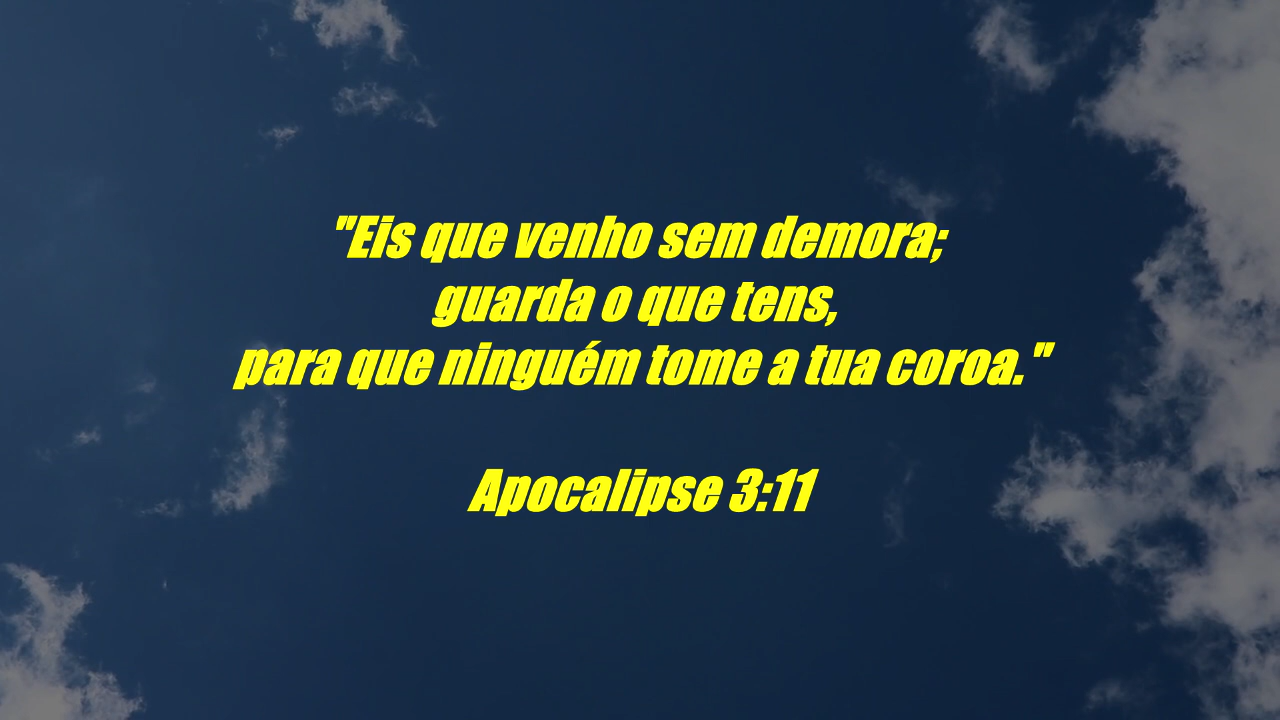 "Eis que venho sem demora;
guarda o que tens,
para que ninguém tome a tua coroa."
Apocalipse 3:11